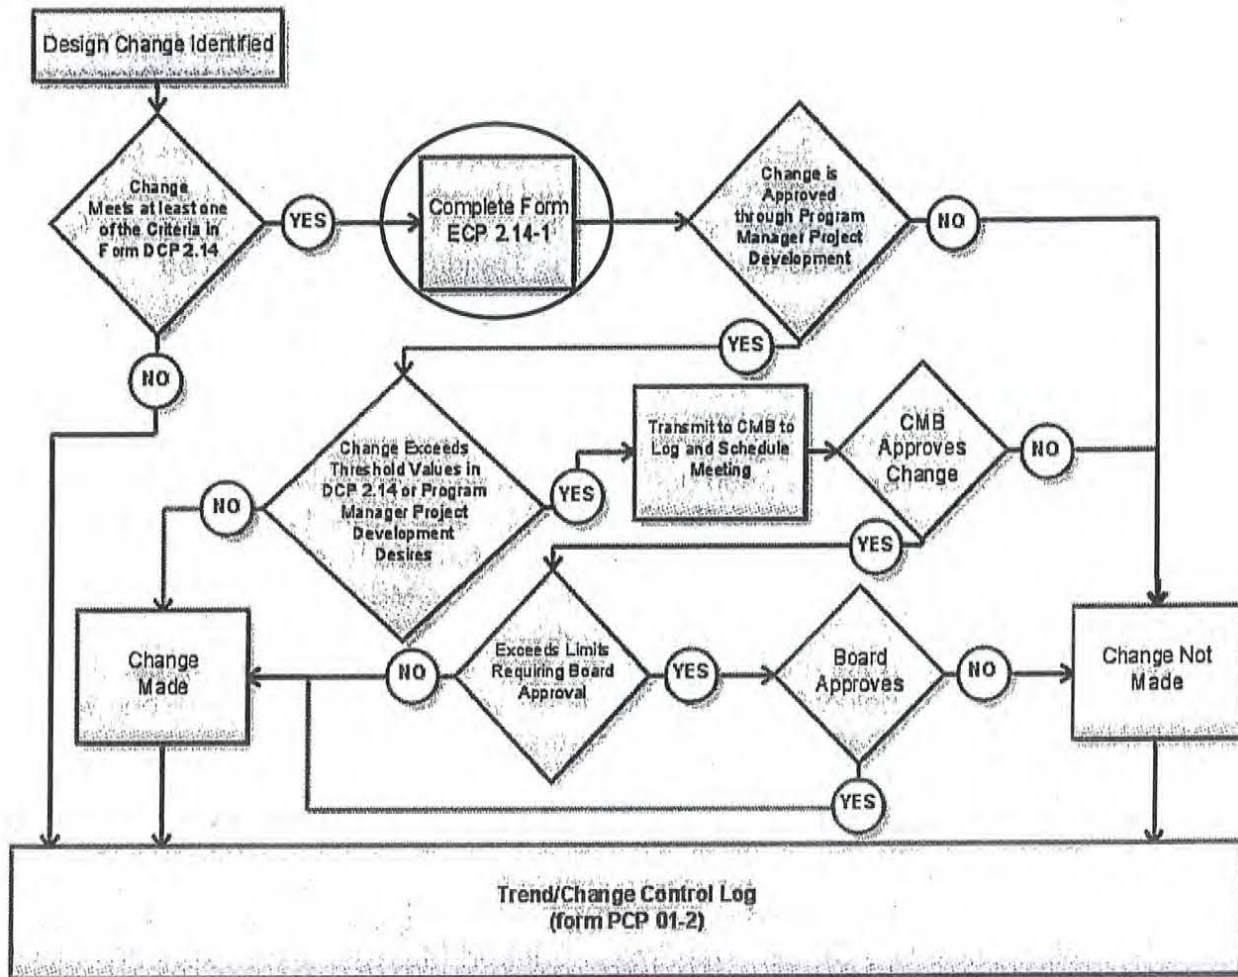 Design Change Identified
Change
Meets at least one
of the Criteria in
Form DCP 2.14
YES
Complete Form
ECP 2.14-1
Change is
Approved
through Program
Manager Project
Development
NO
YES
NO
Change Exceeds
Threshold Values in
DCP 2.14 or Program
Manager Project
Development
Desires
NO
YES
Transmit to CMB to
Log and Schedule
Meeting
CMB
Approves
Change
NO
YES
Change
Made
NO
Exceeds Limits
Requiring Board
Approval
YES
Board
Approves
NO
Change Not
Made
YES
Trend/Change Control Log
(form PCP 01-2)